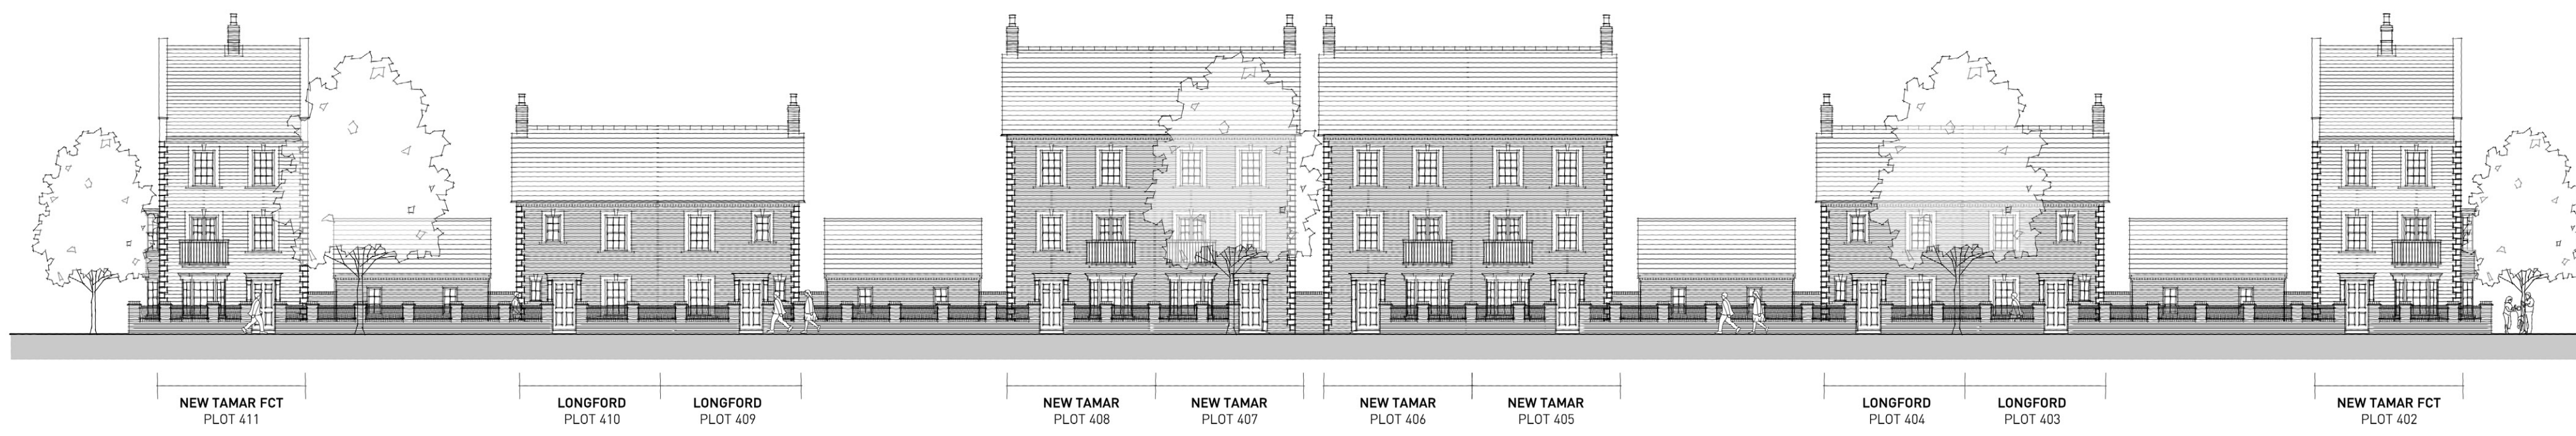 NEW TAMAR FCT
PLOT 411
LONGFORD
PLOT 410
LONGFORD
PLOT 409
NEW TAMAR
PLOT 408
NEW TAMAR
PLOT 407
NEW TAMAR
PLOT 406
NEW TAMAR
PLOT 405
LONGFORD
PLOT 404
LONGFORD
PLOT 403
NEW TAMAR FCT
PLOT 402